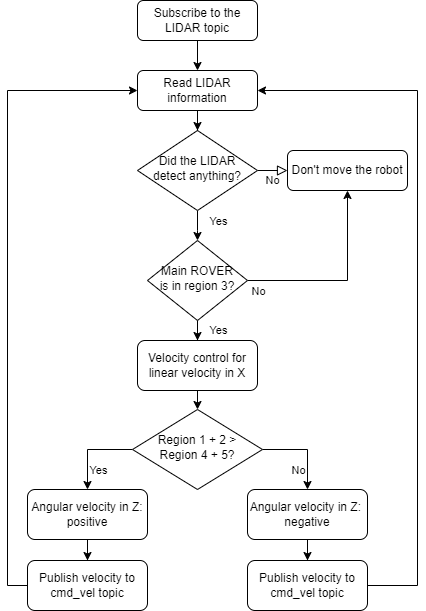 Subscribe to the
LIDAR topic
Read LIDAR
information
Did the LIDAR
detect anything?
No
Don't move the robot
Yes
Main ROVER
is in region 3?
No
Yes
Velocity control for
linear velocity in X
Region 1 + 2 >
Region 4 + 5?
Yes
No
Angular velocity in Z:
positive
Angular velocity in Z:
negative
Publish velocity to
cmd_vel topic
Publish velocity to
cmd_vel topic